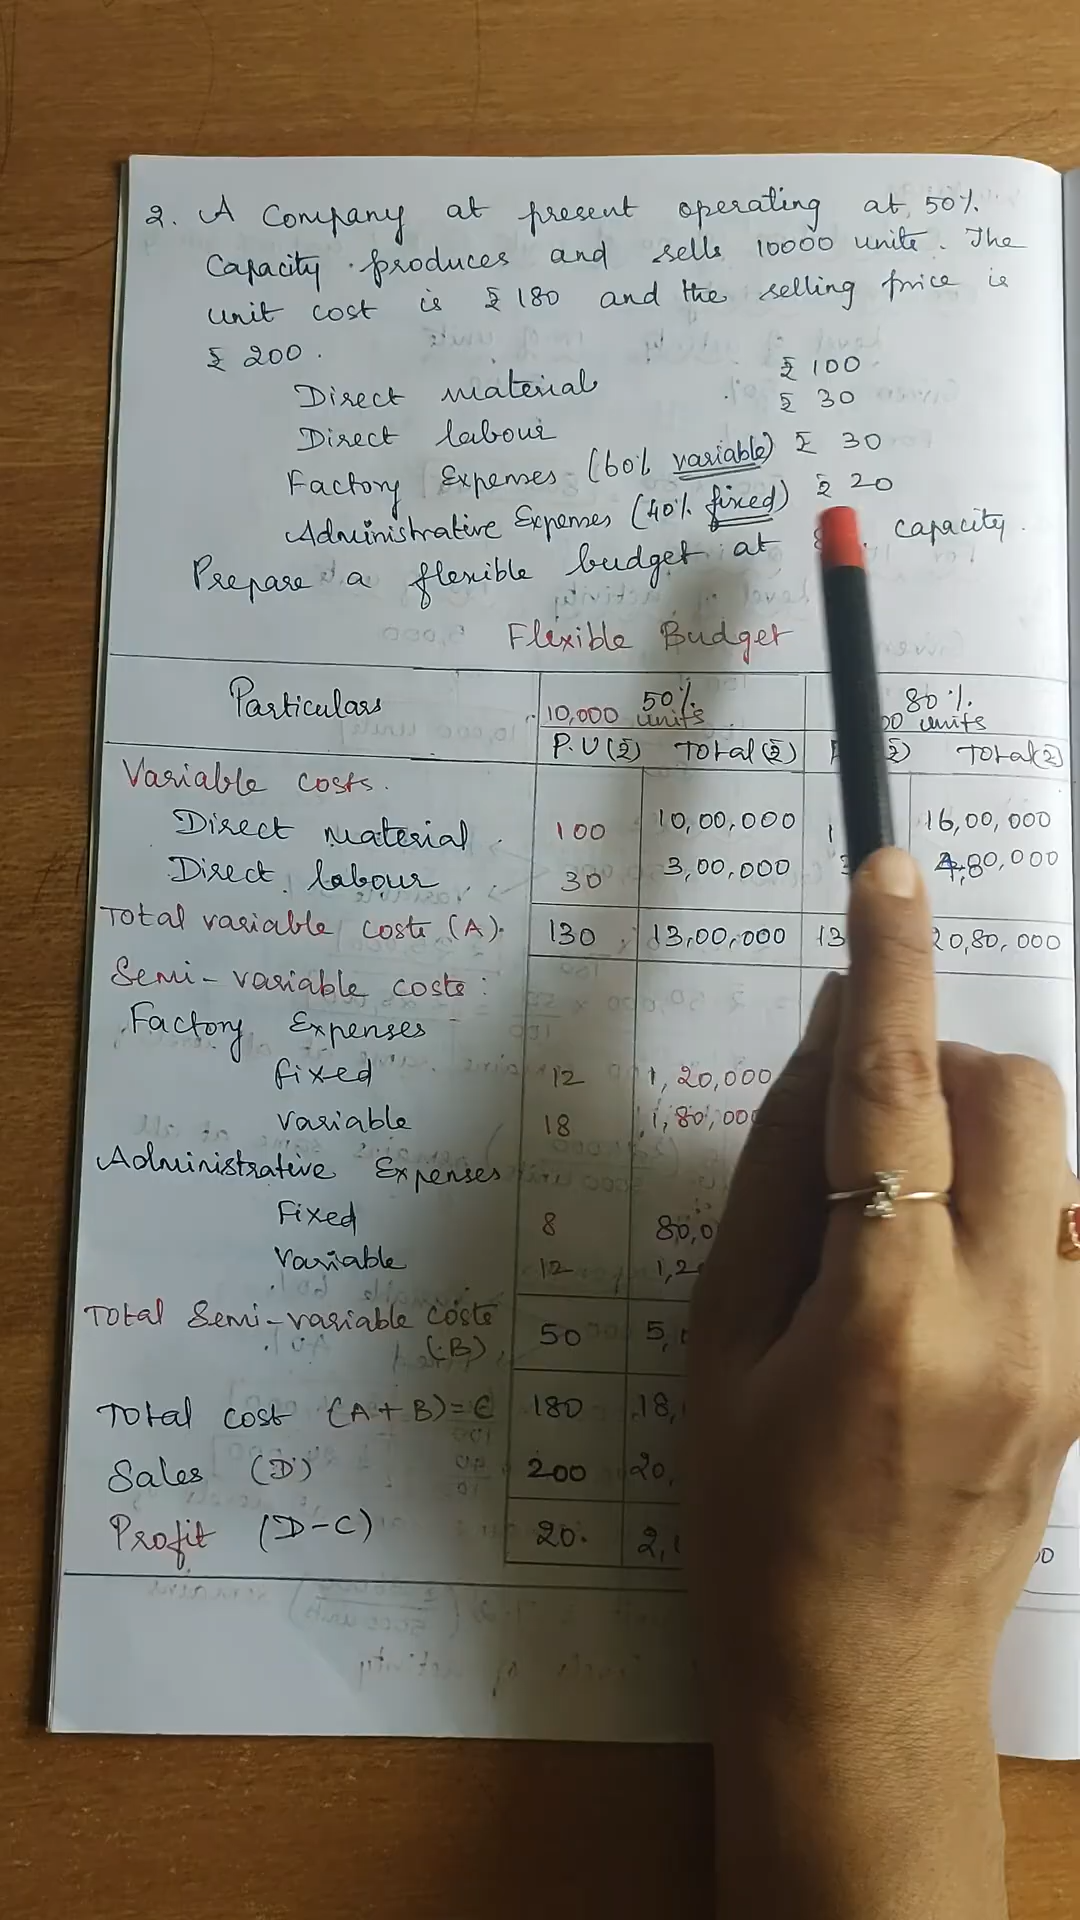 2. A Company at present operating at 50%
Capacity produces and sells 10000 units. The
unit cost is ₹ 180 and the selling price is
₹ 200.
Direct material ₹ 100
Direct labour ₹ 30
Factory Expenses (60% variable) ₹ 30
Administrative Expenses (40% fixed) ₹ 20
Prepare a flexible budget at capacity.
Flexible Budget
Particulars 50% 80%
10,000 units units
P.U (₹) Total (₹) Total (₹)
Variable costs.
Direct material 100 10,00,000 16,00,000
Direct labour 30 3,00,000 4,80,000
Total variable costs (A). 130 13,00,000 20,80,000
Semi-variable costs:
Factory Expenses
fixed 12 1,20,000
variable 18 1,80,000
Administrative Expenses
Fixed 8
Variable 12
Total Semi-variable costs
(B) 50
Total cost (A+B)=C 180
Sales (D) 200
Profit (D-C) 20.